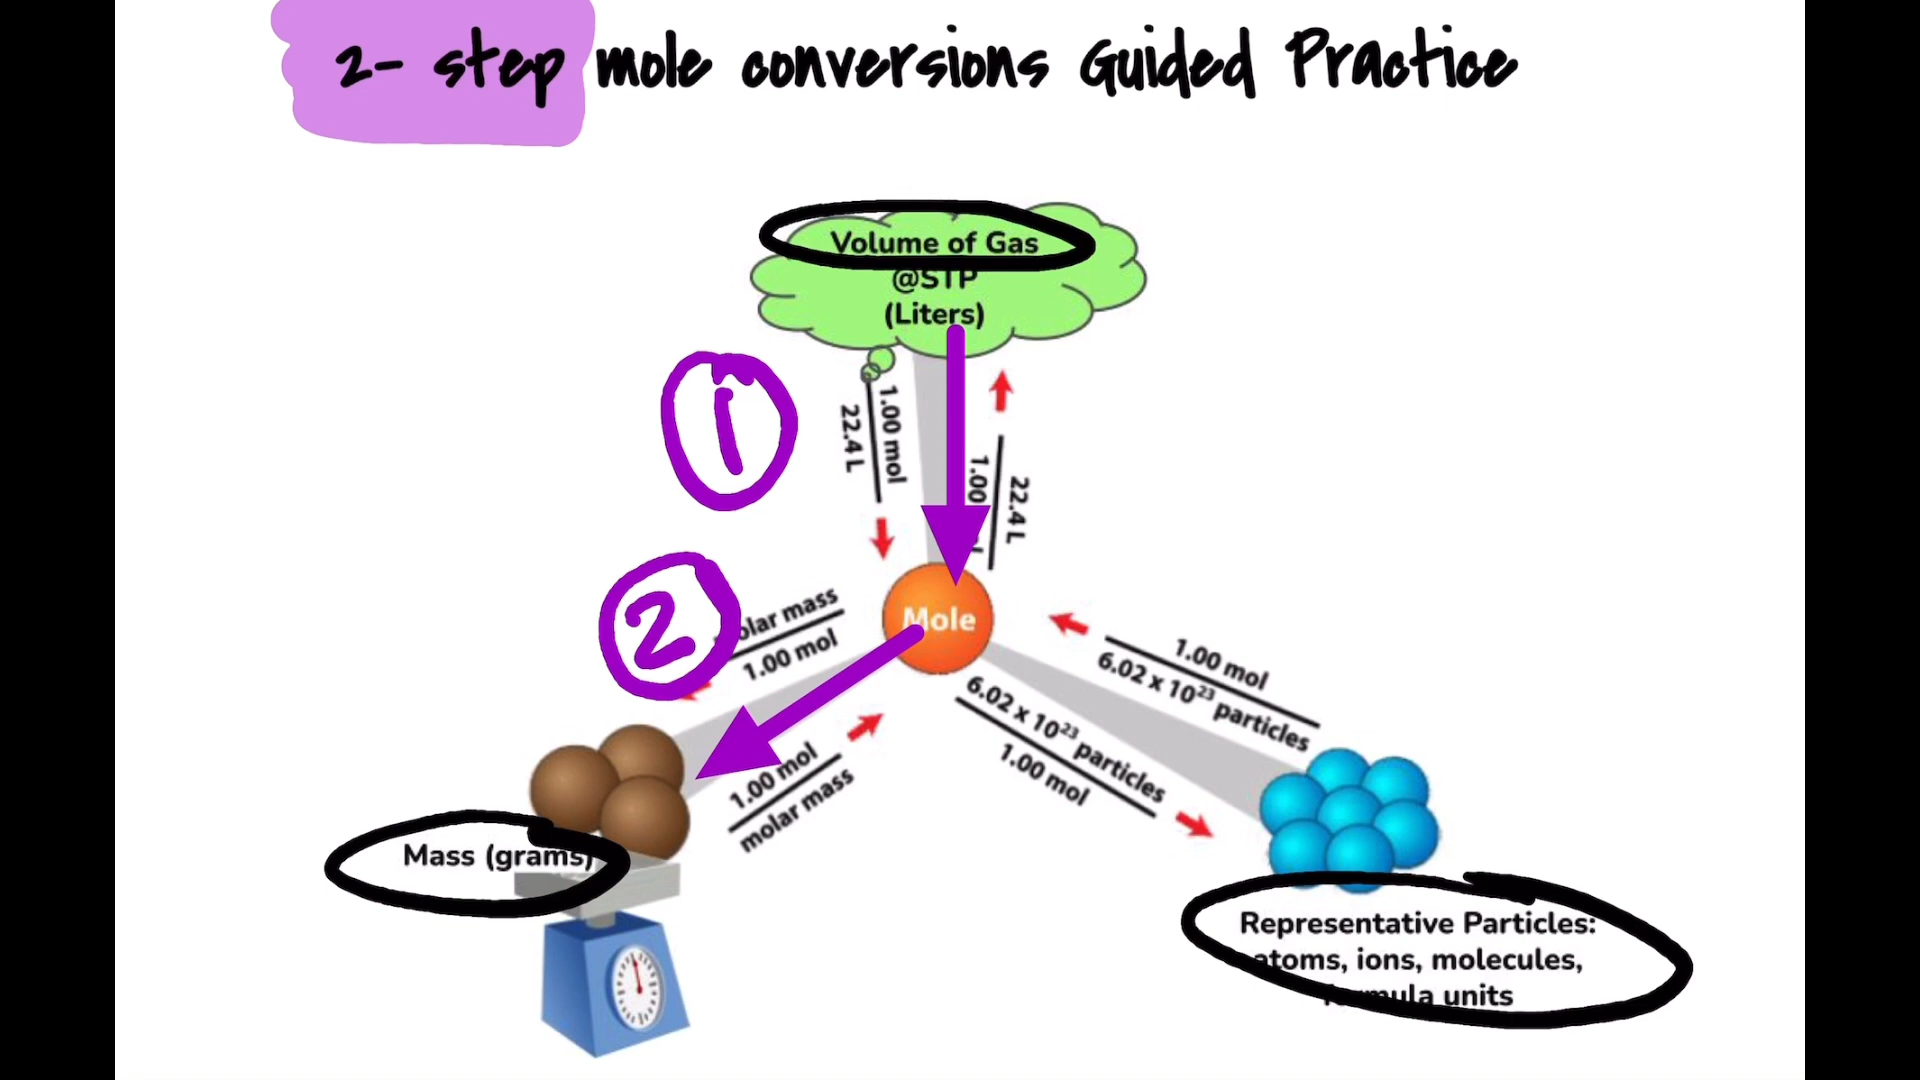 2- step mole conversions Guided Practice
Volume of Gas
@STP
(Liters)
1
1.00 mol
22.4 L
22.4 L
1.00
2
molar mass
1.00 mol
Mole
1.00 mol
6.02 x 10²³ particles
6.02 x 10²³ particles
1.00 mol
1.00 mol
molar mass
Mass (grams)
Representative Particles:
atoms, ions, molecules,
formula units